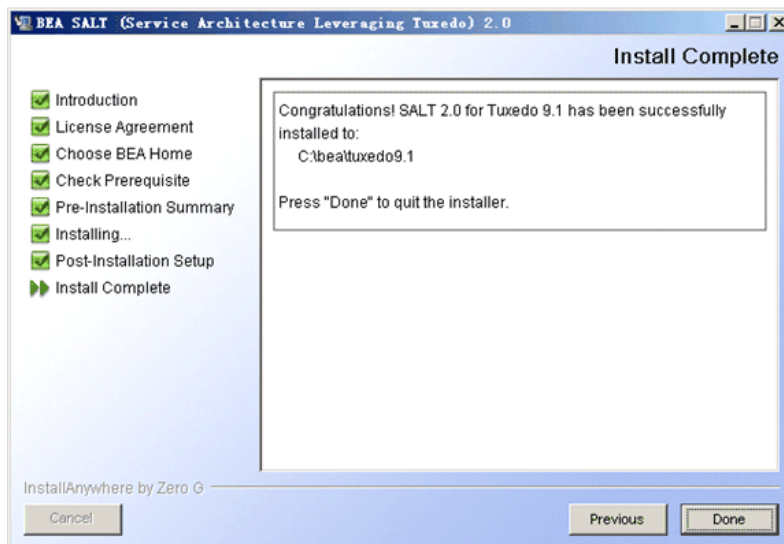 BEA SALT (Service Architecture Leveraging Tuxedo) 2.0
Install Complete
Introduction
License Agreement
Choose BEA Home
Check Prerequisite
Pre-Installation Summary
Installing...
Post-Installation Setup
Install Complete
Congratulations! SALT 2.0 for Tuxedo 9.1 has been successfully
installed to:
C:\bea\tuxedo9.1
Press "Done" to quit the installer.
InstallAnywhere by Zero G
Cancel
Previous
Done